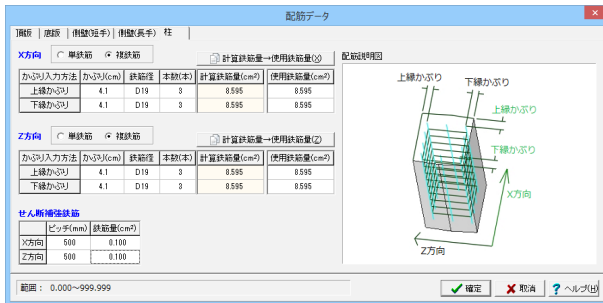 配筋データ
頂版 底版 側壁(短手) 側壁(長手) 柱
X方向 単鉄筋 複鉄筋 計算鉄筋量→使用鉄筋量(X)
かぶり入力方法 かぶり(cm) 鉄筋径 本数(本) 計算鉄筋量(cm²) 使用鉄筋量(cm²)
上縁かぶり 4.1 D19 3 8.595 8.595
下縁かぶり 4.1 D19 3 8.595 8.595
Z方向 単鉄筋 複鉄筋 計算鉄筋量→使用鉄筋量(Z)
かぶり入力方法 かぶり(cm) 鉄筋径 本数(本) 計算鉄筋量(cm²) 使用鉄筋量(cm²)
上縁かぶり 4.1 D19 3 8.595 8.595
下縁かぶり 4.1 D19 3 8.595 8.595
せん断補強鉄筋
ピッチ(mm) 鉄筋量(cm²)
X方向 500 0.100
Z方向 500 0.100
配筋説明図
上縁かぶり
下縁かぶり
上縁かぶり
下縁かぶり
X方向
Z方向
範囲： 0.000～999.999
確定 取消 ヘルプ(H)